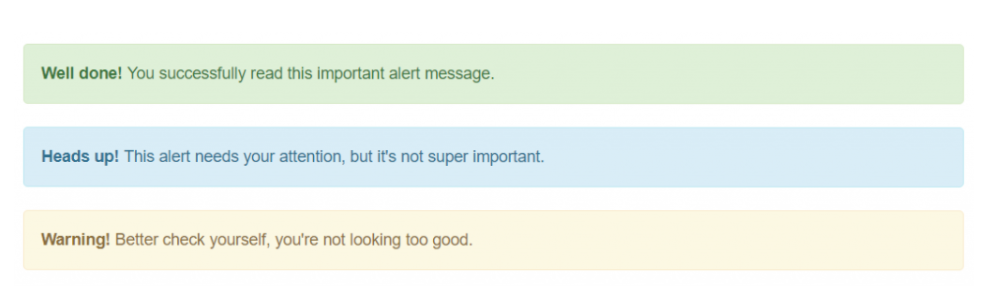 Well done! You successfully read this important alert message.
Heads up! This alert needs your attention, but it's not super important.
Warning! Better check yourself, you're not looking too good.